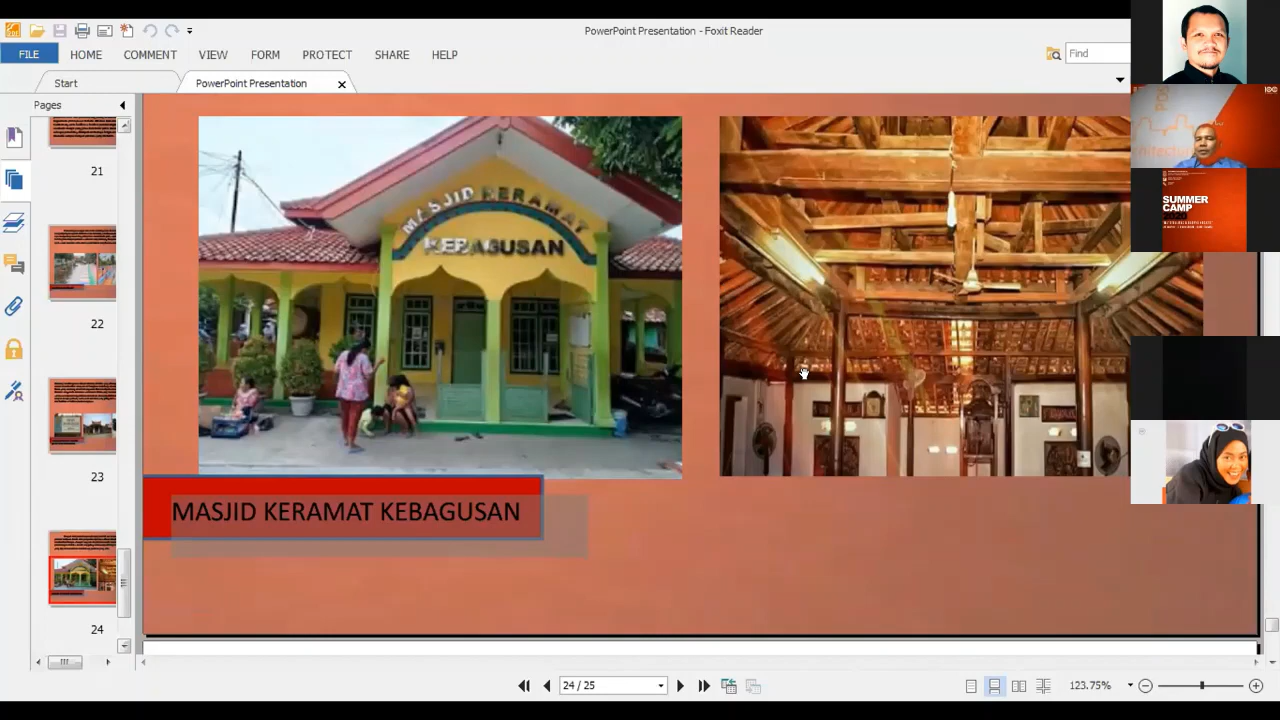 PowerPoint Presentation - Foxit Reader
FILE
HOME
COMMENT
VIEW
FORM
PROTECT
SHARE
HELP
Find
Start
PowerPoint Presentation
Pages
21
22
23
24
MASJID KERAMAT
KEBAGUSAN
MASJID KERAMAT KEBAGUSAN
SUMMER
CAMP
2020
24 / 25
123.75%